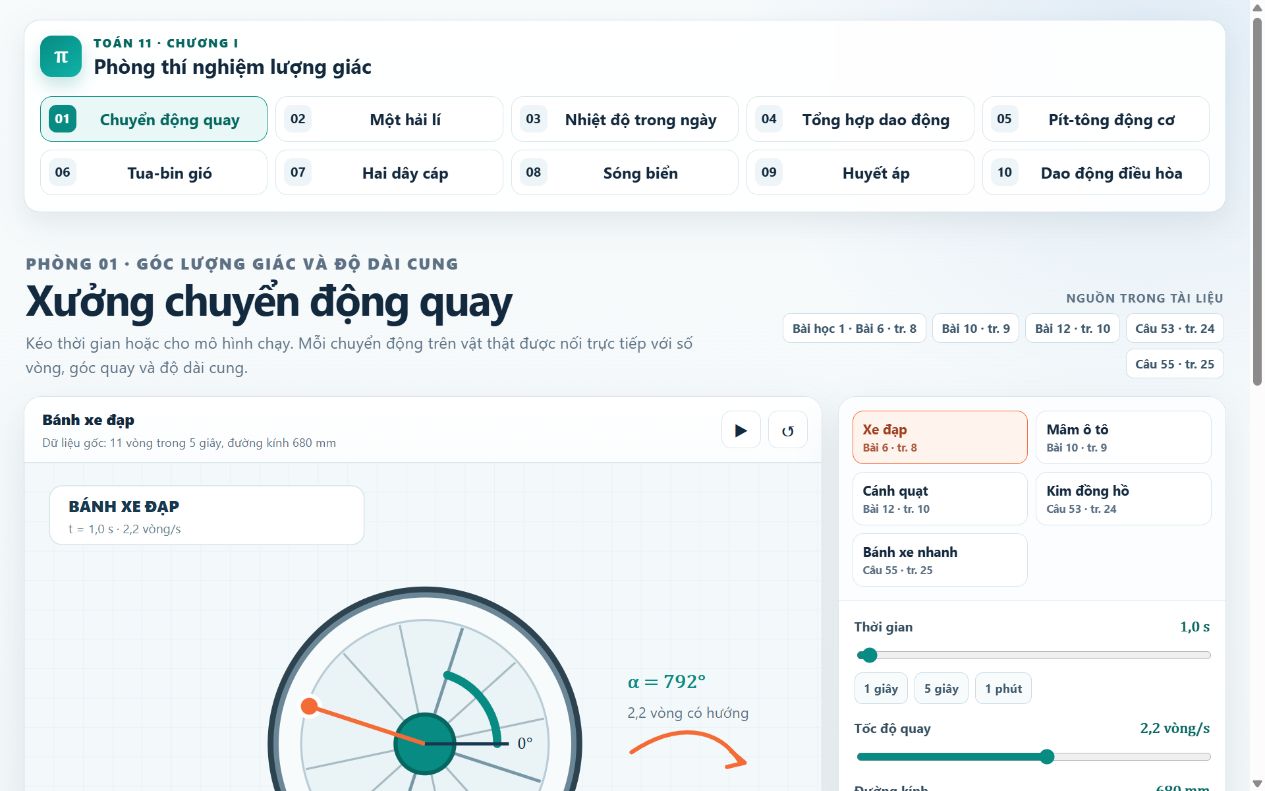 π
TOÁN 11 · CHƯƠNG I
Phòng thí nghiệm lượng giác
01 Chuyển động quay
02 Một hải lí
03 Nhiệt độ trong ngày
04 Tổng hợp dao động
05 Pít-tông động cơ
06 Tua-bin gió
07 Hai dây cáp
08 Sóng biển
09 Huyết áp
10 Dao động điều hòa
PHÒNG 01 · GÓC LƯỢNG GIÁC VÀ ĐỘ DÀI CUNG
Xưởng chuyển động quay
Kéo thời gian hoặc cho mô hình chạy. Mỗi chuyển động trên vật thật được nối trực tiếp với số
vòng, góc quay và độ dài cung.
NGUỒN TRONG TÀI LIỆU
Bài học 1 · Bài 6 · tr. 8
Bài 10 · tr. 9
Bài 12 · tr. 10
Câu 53 · tr. 24
Câu 55 · tr. 25
Bánh xe đạp
Dữ liệu gốc: 11 vòng trong 5 giây, đường kính 680 mm
BÁNH XE ĐẠP
t = 1,0 s · 2,2 vòng/s
α = 792°
2,2 vòng có hướng
0°
Xe đạp
Bài 6 · tr. 8
Mâm ô tô
Bài 10 · tr. 9
Cánh quạt
Bài 12 · tr. 10
Kim đồng hồ
Câu 53 · tr. 24
Bánh xe nhanh
Câu 55 · tr. 25
Thời gian 1,0 s
1 giây
5 giây
1 phút
Tốc độ quay 2,2 vòng/s
Đường kính 680 mm